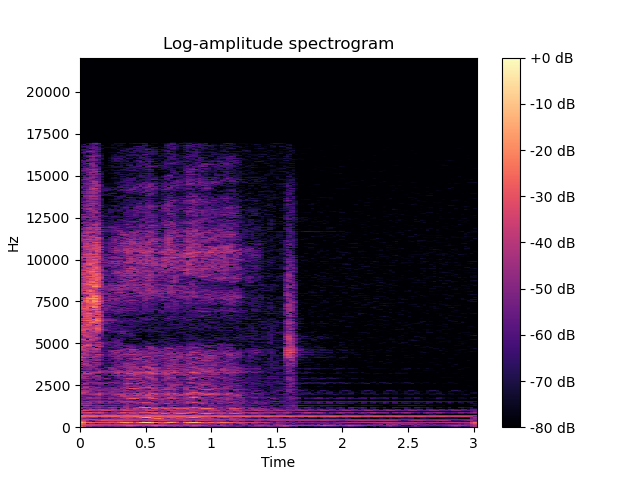 Log-amplitude spectrogram
20000
17500
15000
12500
10000
7500
5000
2500
0
Hz
0 0.5 1 1.5 2 2.5 3
Time
+0 dB
-10 dB
-20 dB
-30 dB
-40 dB
-50 dB
-60 dB
-70 dB
-80 dB